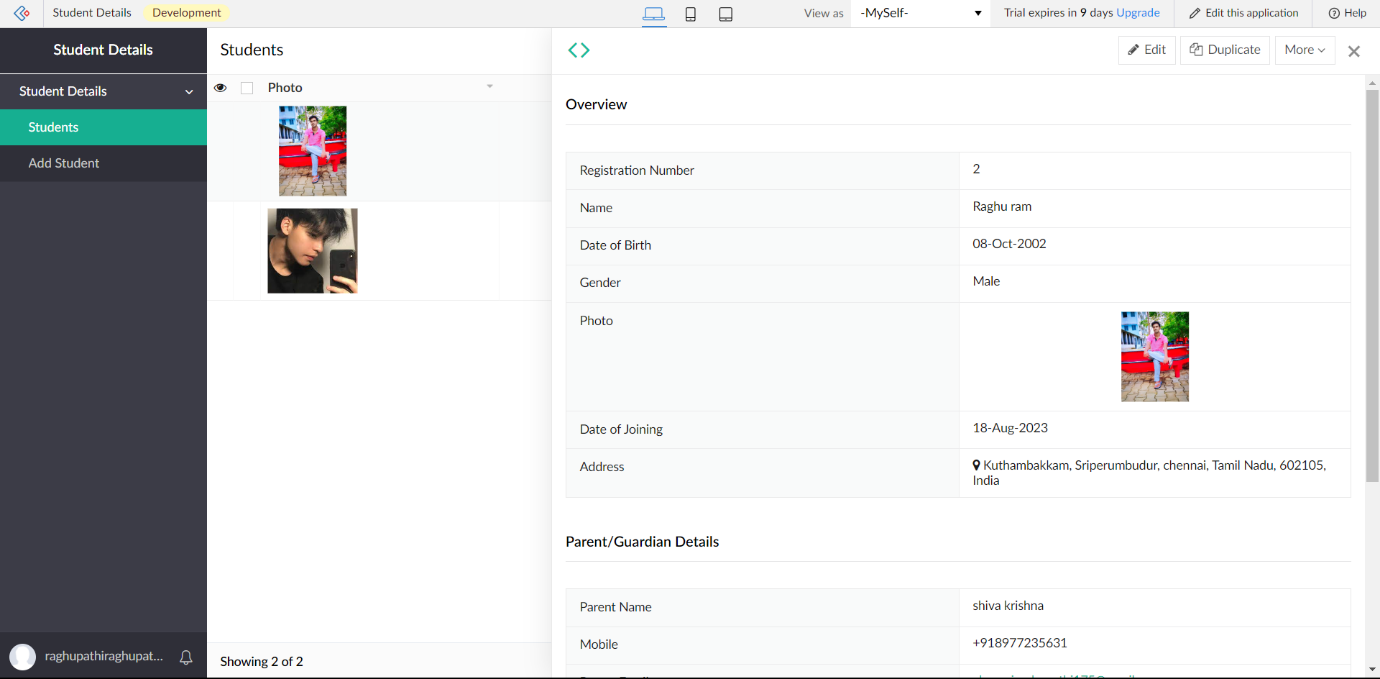 Student Details Development View as -MySelf- Trial expires in 9 days Upgrade Edit this application Help
Student Details
Student Details
Students
Add Student
raghupathiraghupat...
Students
Photo
Showing 2 of 2
Edit Duplicate More
Overview
Registration Number 2
Name Raghu ram
Date of Birth 08-Oct-2002
Gender Male
Photo
Date of Joining 18-Aug-2023
Address Kuthambakkam, Sriperumbudur, chennai, Tamil Nadu, 602105,
India
Parent/Guardian Details
Parent Name shiva krishna
Mobile +918977235631